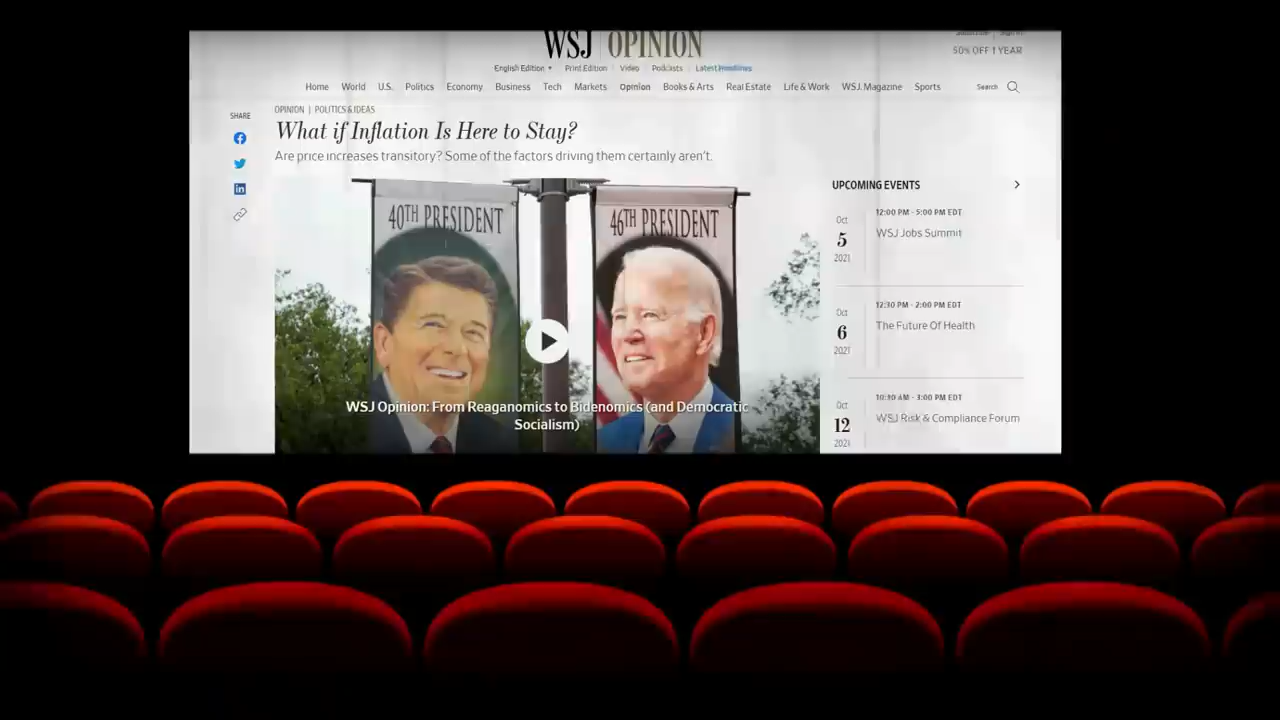 WSJ | OPINION
Sign In
50% OFF 1 YEAR
English Edition Print Edition Video Podcasts Latest Headlines
Home World U.S. Politics Economy Business Tech Markets Opinion Books & Arts Real Estate Life & Work WSJ. Magazine Sports Search
SHARE
OPINION | POLITICS & IDEAS
What if Inflation Is Here to Stay?
Are price increases transitory? Some of the factors driving them certainly aren't.
40TH PRESIDENT
46TH PRESIDENT
WSJ Opinion: From Reaganomics to Bidenomics (and Democratic
Socialism)
UPCOMING EVENTS
Oct
5
2021
12:00 PM - 5:00 PM EDT
WSJ Jobs Summit
Oct
6
2021
12:30 PM - 2:00 PM EDT
The Future Of Health
Oct
12
2021
10:30 AM - 3:00 PM EDT
WSJ Risk & Compliance Forum